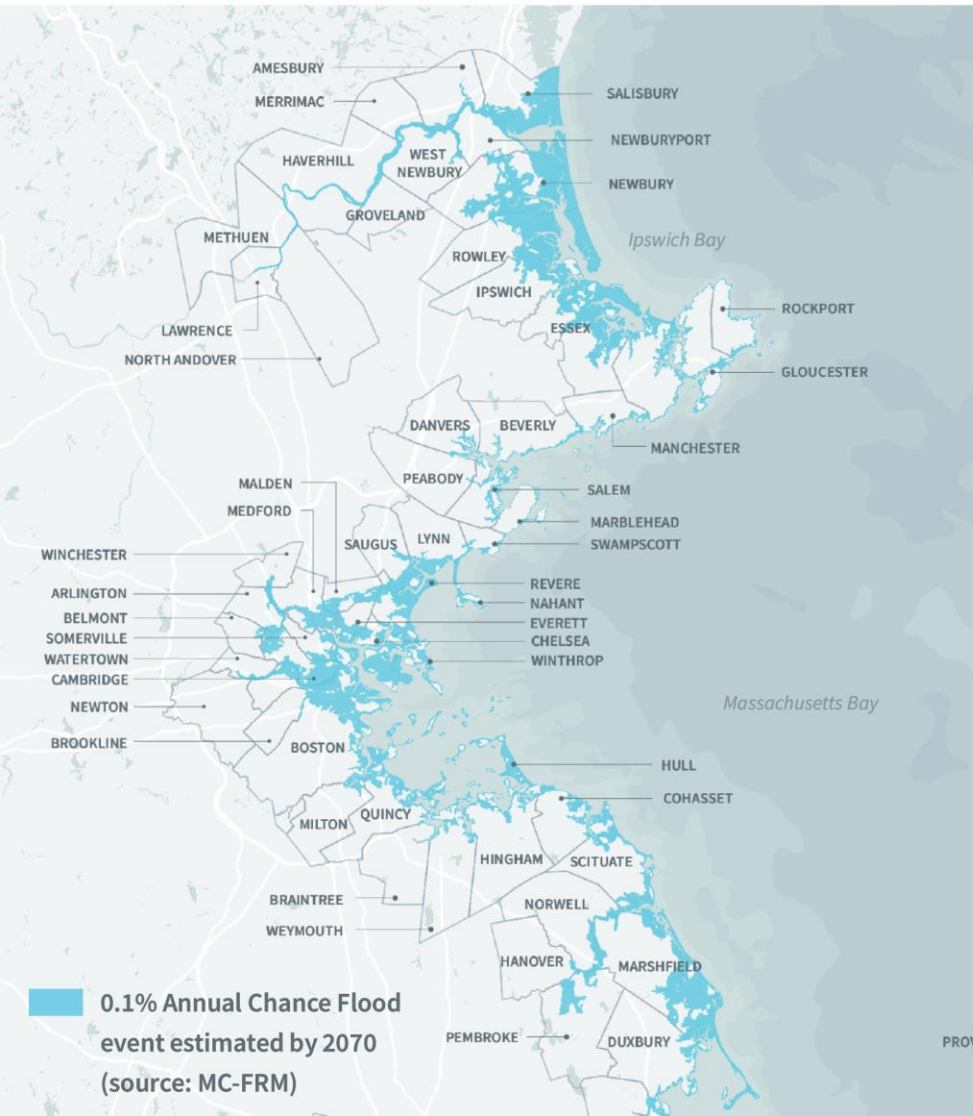 AMESBURY
MERRIMAC
SALISBURY
NEWBURYPORT
HAVERHILL
WEST
NEWBURY
NEWBURY
GROVELAND
METHUEN
Ipswich Bay
ROWLEY
IPSWICH
ROCKPORT
ESSEX
LAWRENCE
NORTH ANDOVER
GLOUCESTER
DANVERS
BEVERLY
MANCHESTER
PEABODY
MALDEN
SALEM
MEDFORD
MARBLEHEAD
SAUGUS
LYNN
SWAMPSCOTT
WINCHESTER
REVERE
ARLINGTON
NAHANT
BELMONT
EVERETT
SOMERVILLE
CHELSEA
WATERTOWN
WINTHROP
CAMBRIDGE
NEWTON
Massachusetts Bay
BROOKLINE
BOSTON
HULL
COHASSET
QUINCY
MILTON
HINGHAM
SCITUATE
BRAINTREE
NORWELL
WEYMOUTH
HANOVER
MARSHFIELD
0.1% Annual Chance Flood
event estimated by 2070
(source: MC-FRM)
PEMBROKE
DUXBURY
PROV